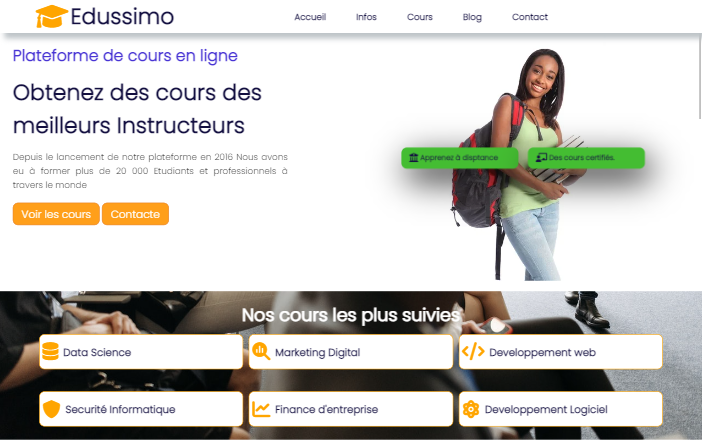 Edussimo
Accueil Infos Cours Blog Contact
Plateforme de cours en ligne
Obtenez des cours des
meilleurs Instructeurs
Depuis le lancement de notre plateforme en 2016 Nous avons
eu à former plus de 20 000 Etudiants et professionnels à
travers le monde
Voir les cours Contacte
Apprenez à disptance
Des cours certifiés.
Nos cours les plus suivies
Data Science
Marketing Digital
Developpement web
Securité Informatique
Finance d'entreprise
Developpement Logiciel